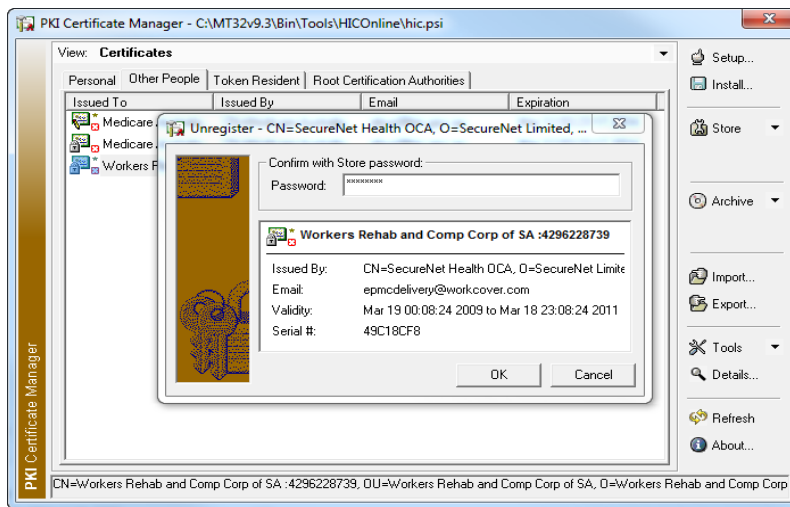 PKI Certificate Manager - C:\MT32v9.3\Bin\Tools\HICOnline\hic.psi
View: Certificates
Personal Other People Token Resident Root Certification Authorities
Issued To Issued By Email Expiration
Medicare
Medicare
Workers
Unregister - CN=SecureNet Health OCA, O=SecureNet Limited, ...
Confirm with Store password:
Password: ********
Workers Rehab and Comp Corp of SA :4296228739
Issued By: CN=SecureNet Health OCA, O=SecureNet Limite
Email: epmcdelivery@workcover.com
Validity: Mar 19 00:08:24 2009 to Mar 18 23:08:24 2011
Serial #: 49C18CF8
OK Cancel
Setup...
Install...
Store
Archive
Import...
Export...
Tools
Details...
Refresh
About...
PKI Certificate Manager
CN=Workers Rehab and Comp Corp of SA :4296228739, OU=Workers Rehab and Comp Corp of SA, O=Workers Rehab and Comp Corp